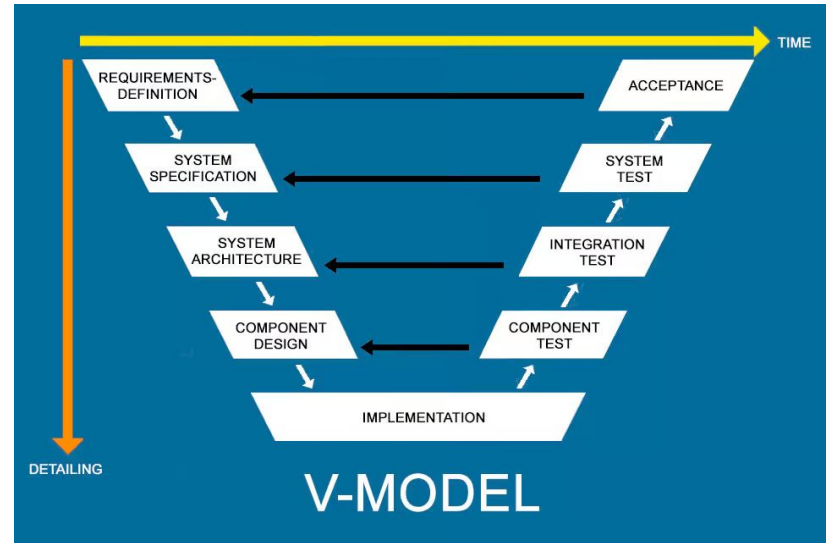 TIME
REQUIREMENTS-
DEFINITION
ACCEPTANCE
SYSTEM
SPECIFICATION
SYSTEM
TEST
SYSTEM
ARCHITECTURE
INTEGRATION
TEST
COMPONENT
DESIGN
COMPONENT
TEST
IMPLEMENTATION
DETAILING
V-MODEL